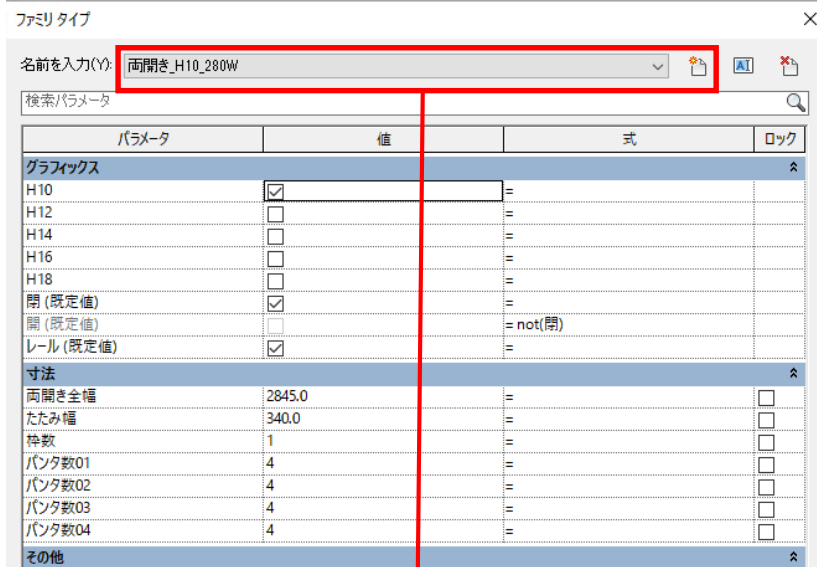 ファミリ タイプ
名前を入力(Y): 両開き_H10_280W
検索パラメータ
パラメータ 値 式 ロック
グラフィックス
H10 =
H12 =
H14 =
H16 =
H18 =
閉 (既定値) =
開 (既定値) = not(閉)
レール (既定値) =
寸法
両開き全幅 2845.0 =
たたみ幅 340.0 =
枠数 1 =
パンタ数01 4 =
パンタ数02 4 =
パンタ数03 4 =
パンタ数04 4 =
その他